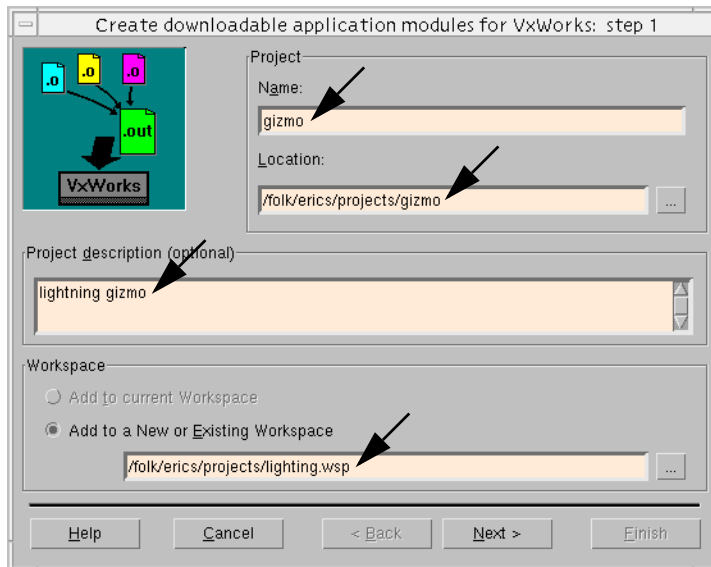 Create downloadable application modules for VxWorks: step 1
.o
.o
.o
.out
VxWorks
Project
Name:
gizmo
Location:
/folk/erics/projects/gizmo
...
Project description (optional)
lightning gizmo
Workspace
Add to current Workspace
Add to a New or Existing Workspace
/folk/erics/projects/lighting.wsp
...
Help
Cancel
< Back
Next >
Finish